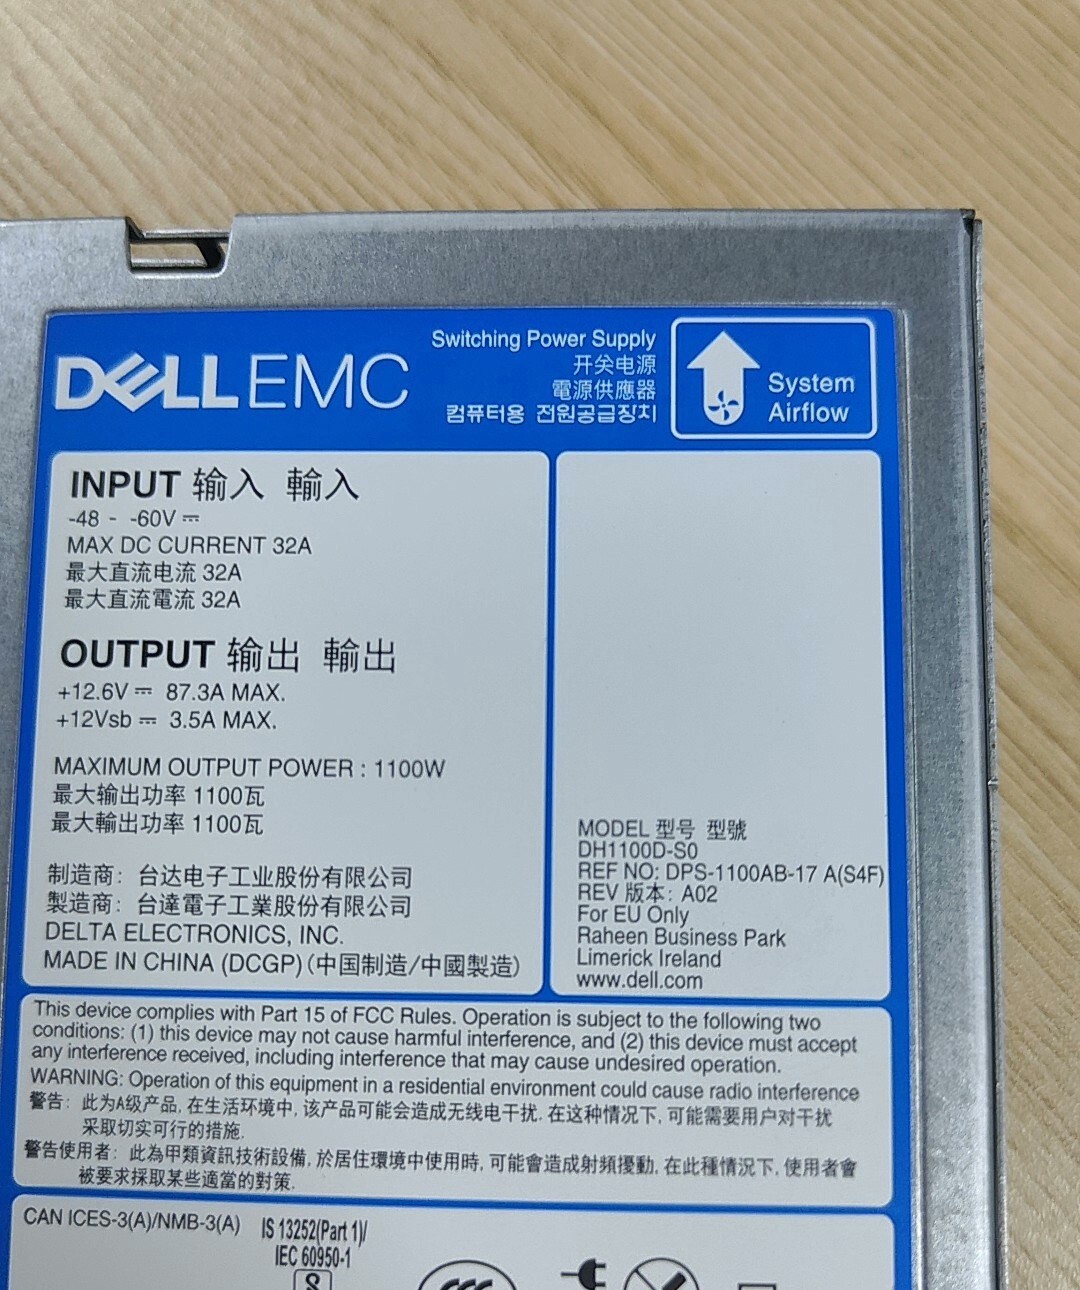 DELLEMC
Switching Power Supply
开关电源
電源供應器
컴퓨터용 전원공급장치
System
Airflow
INPUT 输入 輸入
-48 - -60V⎓
MAX DC CURRENT 32A
最大直流电流 32A
最大直流電流 32A
OUTPUT 输出 輸出
+12.6V⎓ 87.3A MAX.
+12Vsb⎓ 3.5A MAX.
MAXIMUM OUTPUT POWER : 1100W
最大输出功率 1100瓦
最大輸出功率 1100瓦
制造商: 台达电子工业股份有限公司
製造商: 台達電子工業股份有限公司
DELTA ELECTRONICS, INC.
MADE IN CHINA (DCGP) (中国制造/中國製造)
MODEL 型号 型號
DH1100D-S0
REF NO: DPS-1100AB-17 A(S4F)
REV 版本: A02
For EU Only
Raheen Business Park
Limerick Ireland
www.dell.com
This device complies with Part 15 of FCC Rules. Operation is subject to the following two
conditions: (1) this device may not cause harmful interference, and (2) this device must accept
any interference received, including interference that may cause undesired operation.
WARNING: Operation of this equipment in a residential environment could cause radio interference
警告: 此为A级产品, 在生活环境中, 该产品可能会造成无线电干扰. 在这种情况下, 可能需要用户对干扰
采取切实可行的措施.
警告使用者: 此為甲類資訊技術設備, 於居住環境中使用時, 可能會造成射頻擾動, 在此種情況下, 使用者會
被要求採取某些適當的對策.
CAN ICES-3(A)/NMB-3(A)
IS 13252(Part 1)/
IEC 60950-1